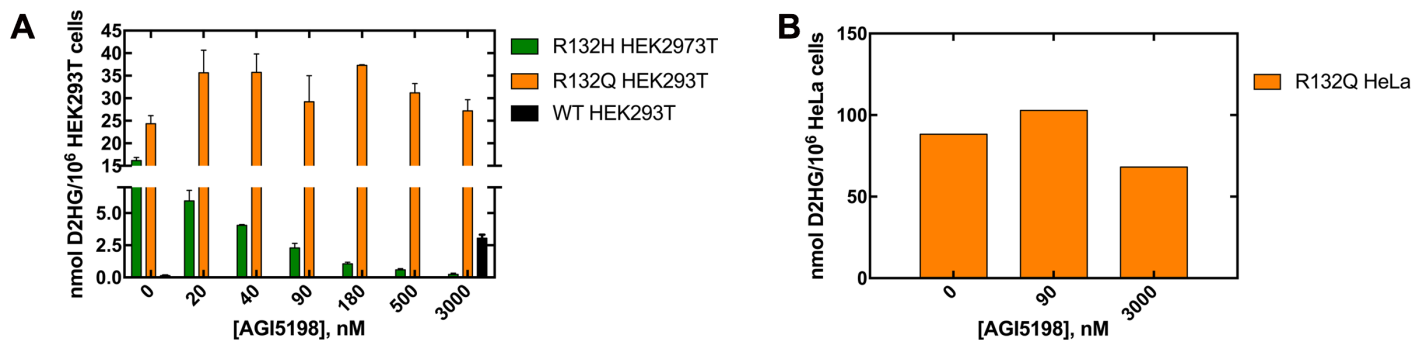 A
nmol D2HG/10⁶ HEK293T cells
45
40
35
30
25
20
15
5.0
2.5
0.0
0
20
40
90
180
500
3000
[AGI5198], nM
R132H HEK2973T
R132Q HEK293T
WT HEK293T
B
nmol D2HG/10⁶ HeLa cells
150
100
50
0
0
90
3000
[AGI5198], nM
R132Q HeLa